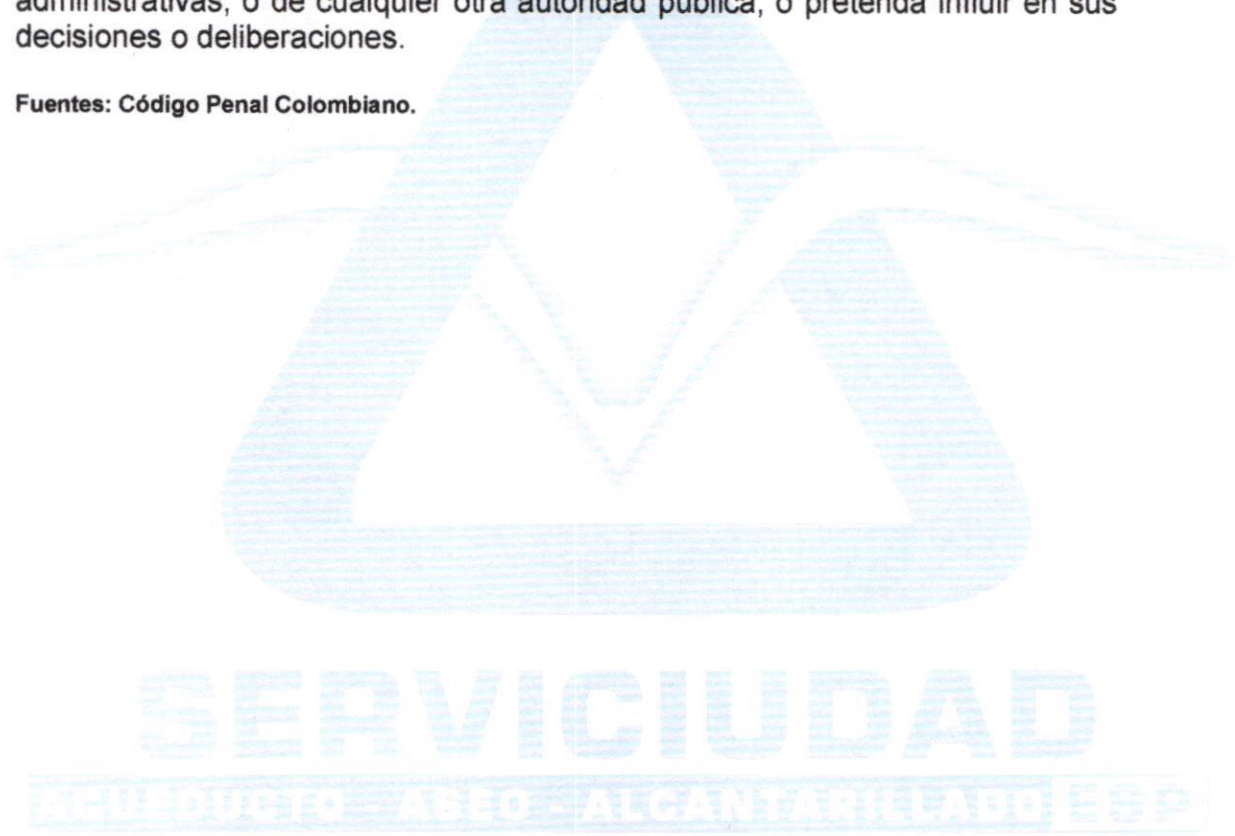 administrativas, o de cualquier otra autoridad pública, o pretenda influir en sus
decisiones o deliberaciones.
Fuentes: Código Penal Colombiano.
SERVICIUDAD
ACUEDUCTO - ASEO - ALCANTARILLADO ESP